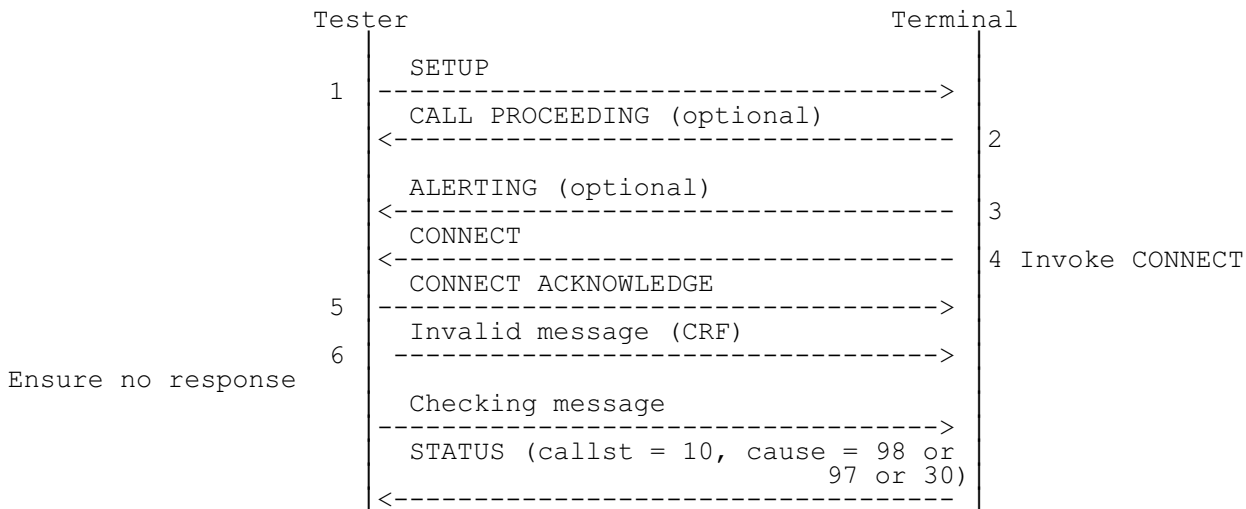 Tester Terminal
SETUP
1 |----------------------------------->
CALL PROCEEDING (optional)
|<----------------------------------- |2
ALERTING (optional)
|<----------------------------------- |3
CONNECT
|<----------------------------------- |4 Invoke CONNECT
CONNECT ACKNOWLEDGE
5 |----------------------------------->
Invalid message (CRF)
6 | ---------------------------------->
Ensure no response
Checking message
|----------------------------------->
STATUS (callst = 10, cause = 98 or
97 or 30)
|<-----------------------------------